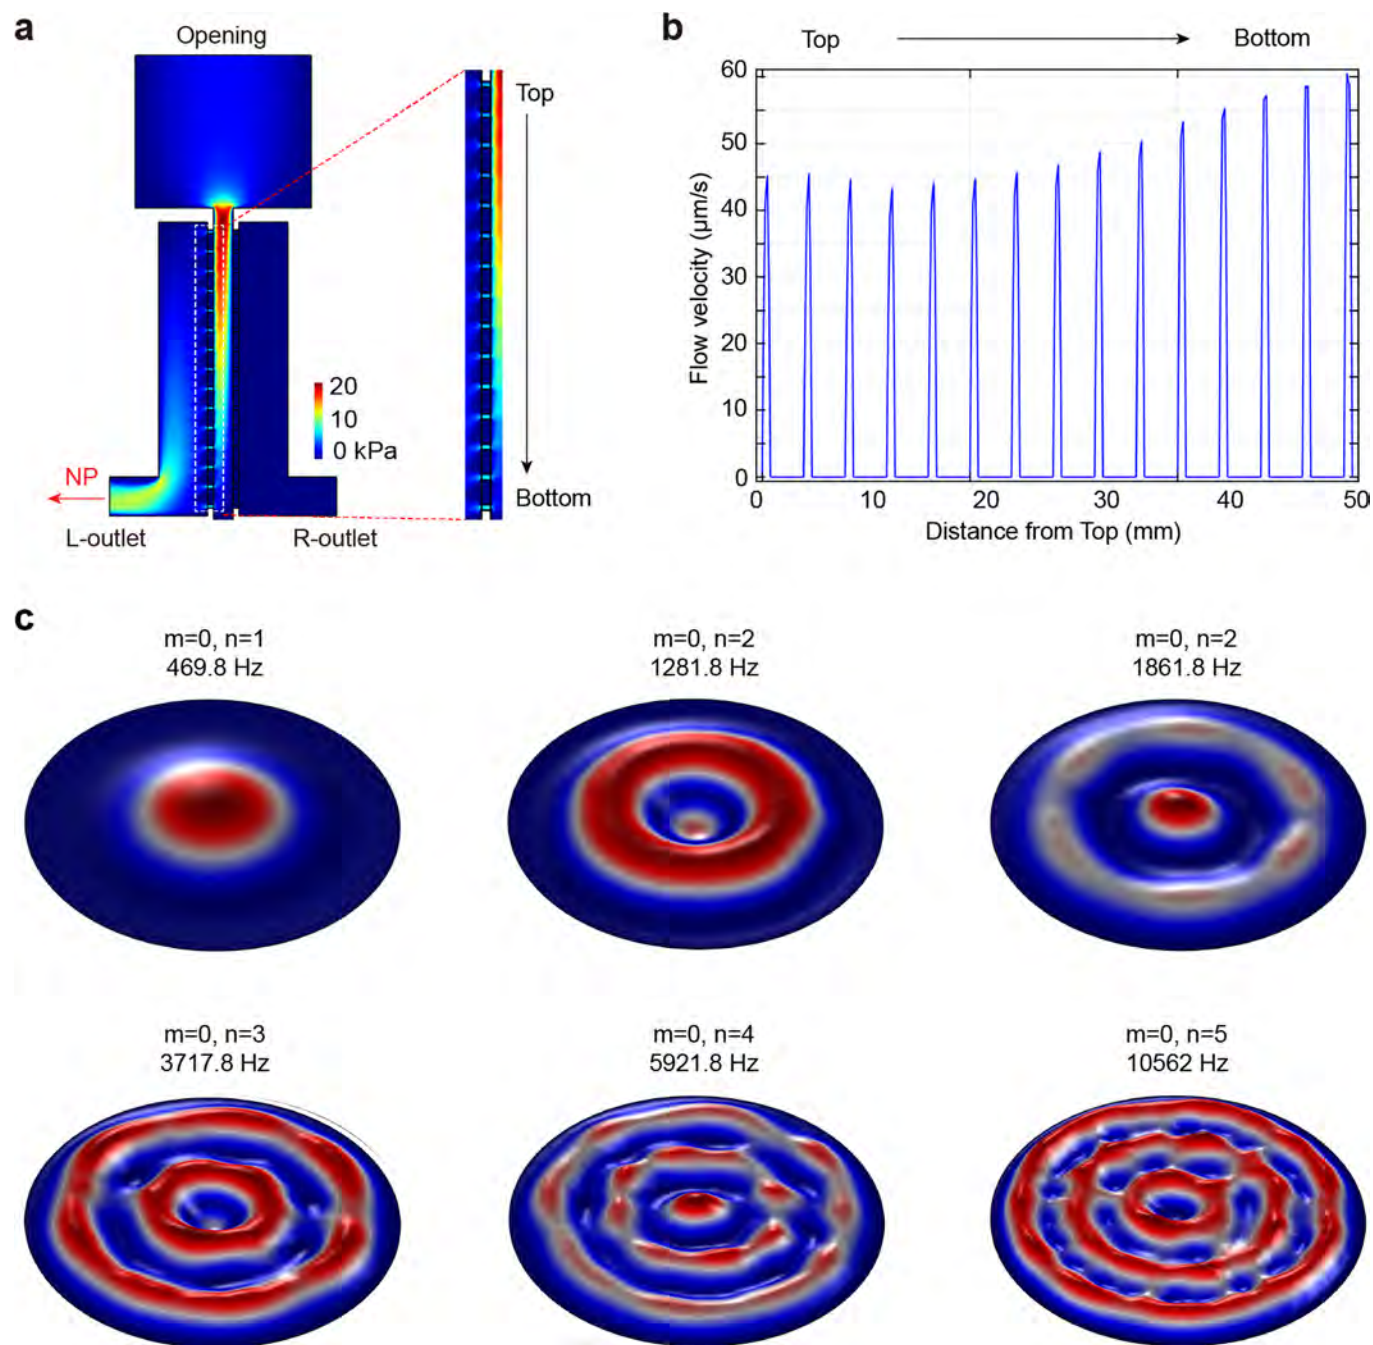 a
Opening
Top
20
10
0 kPa
NP
Bottom
L-outlet
R-outlet
b
Top
Bottom
60
50
40
30
20
10
0
Flow velocity (µm/s)
0
10
20
30
40
50
Distance from Top (mm)
c
m=0, n=1
469.8 Hz
m=0, n=2
1281.8 Hz
m=0, n=2
1861.8 Hz
m=0, n=3
3717.8 Hz
m=0, n=4
5921.8 Hz
m=0, n=5
10562 Hz